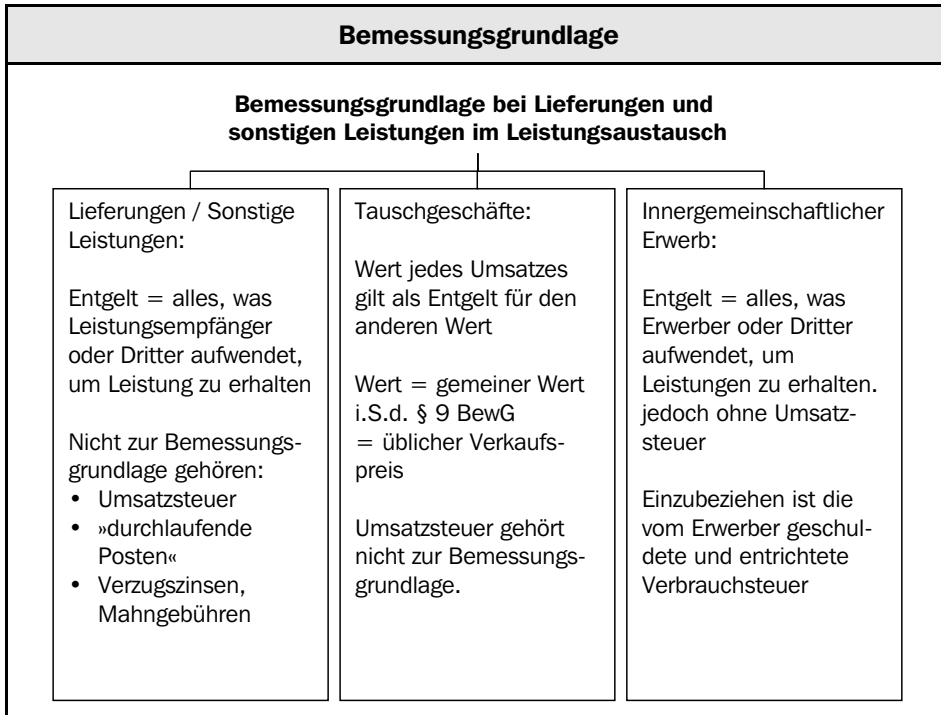 Bemessungsgrundlage
Bemessungsgrundlage bei Lieferungen und
sonstigen Leistungen im Leistungsaustausch
Lieferungen / Sonstige
Leistungen:
Entgelt = alles, was
Leistungsempfänger
oder Dritter aufwendet,
um Leistung zu erhalten
Nicht zur Bemessungs-
grundlage gehören:
• Umsatzsteuer
• »durchlaufende
Posten«
• Verzugszinsen,
Mahngebühren
Tauschgeschäfte:
Wert jedes Umsatzes
gilt als Entgelt für den
anderen Wert
Wert = gemeiner Wert
i.S.d. § 9 BewG
= üblicher Verkaufs-
preis
Umsatzsteuer gehört
nicht zur Bemessungs-
grundlage.
Innergemeinschaftlicher
Erwerb:
Entgelt = alles, was
Erwerber oder Dritter
aufwendet, um
Leistungen zu erhalten.
jedoch ohne Umsatz-
steuer
Einzubeziehen ist die
vom Erwerber geschul-
dete und entrichtete
Verbrauchsteuer